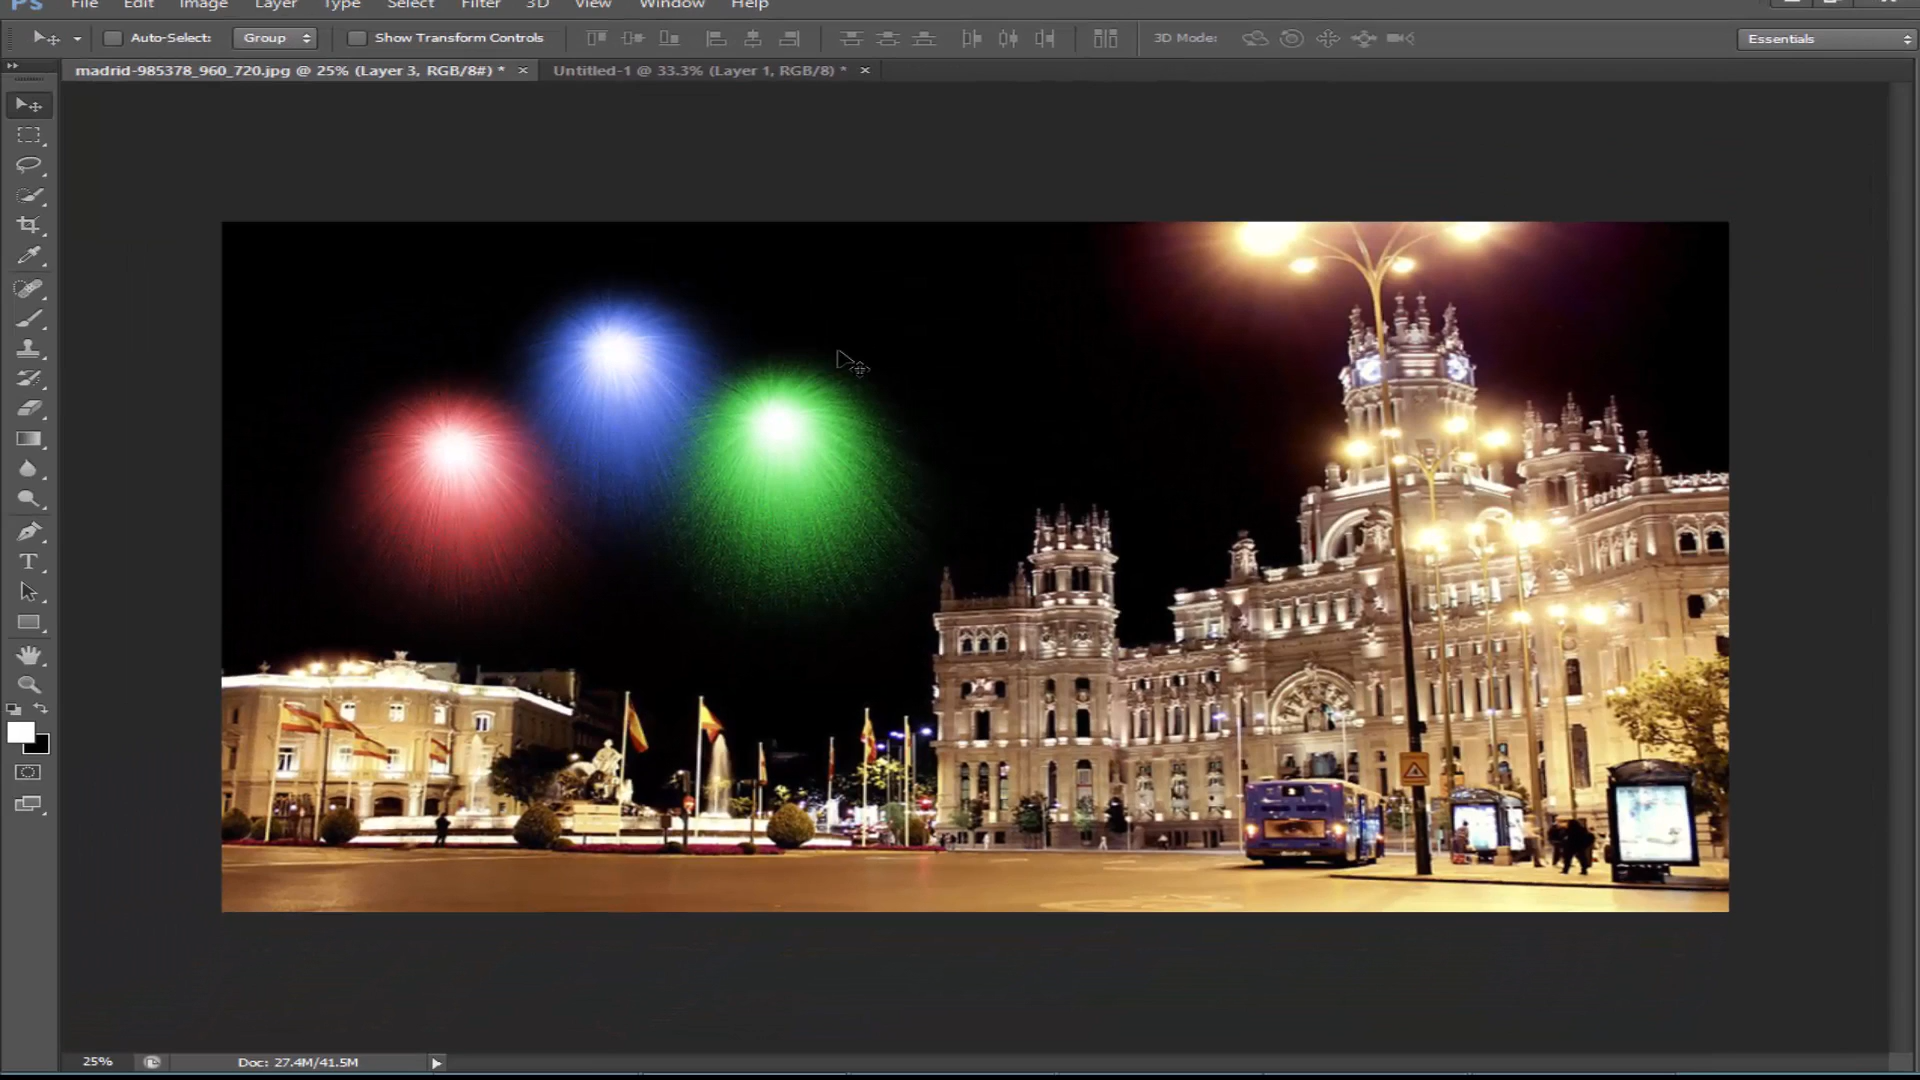 Ps File Edit Image Layer Type Select Filter 3D View Window Help
Auto-Select: Group Show Transform Controls 3D Mode: Essentials
madrid-985378_960_720.jpg @ 25% (Layer 3, RGB/8#) * × Untitled-1 @ 33.3% (Layer 1, RGB/8) * ×
T
25% Doc: 27.4M/41.5M